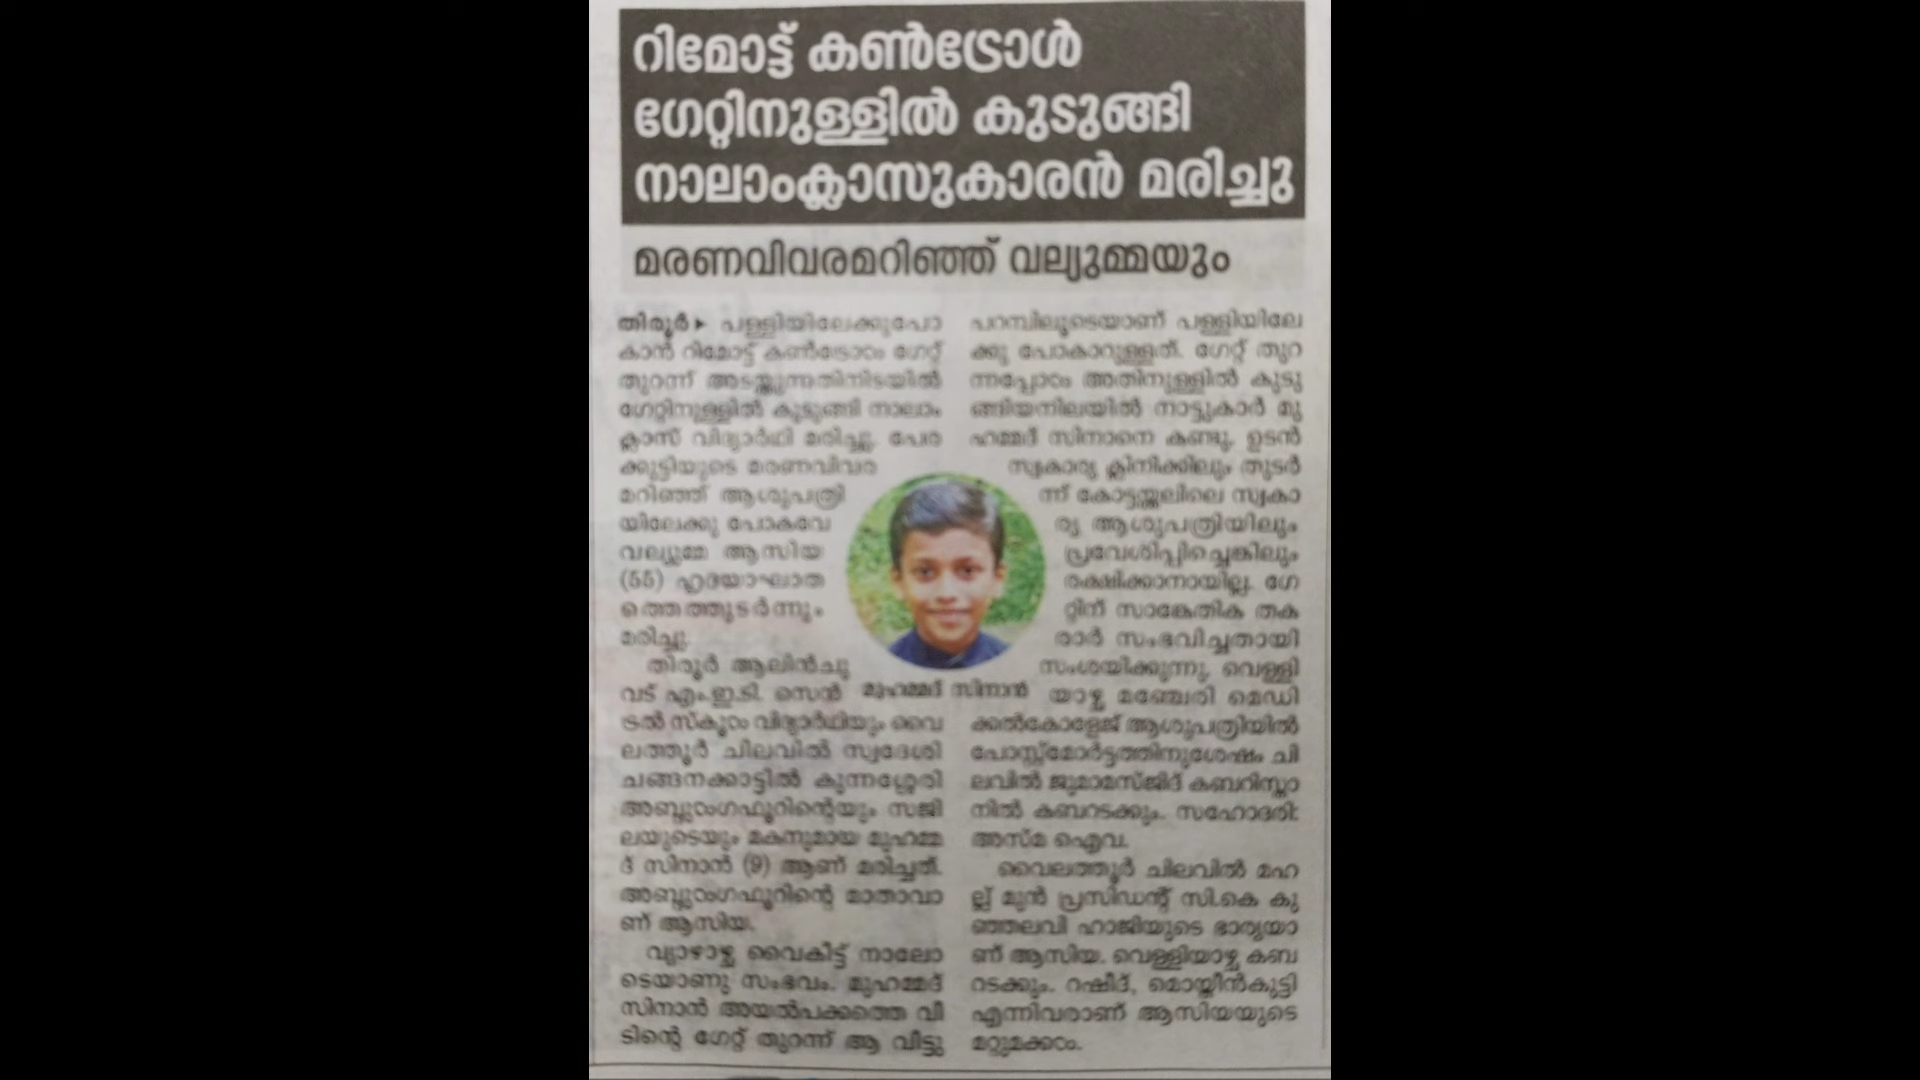 റിമോട്ട് കൺട്രോൾ
ഗേറ്റിനുള്ളിൽ കുടുങ്ങി
നാലാംക്ലാസുകാരൻ മരിച്ചു
മരണവിവരമറിഞ്ഞ് വല്യുമ്മയും
തിരൂർ ▸ പള്ളിയിലേക്കുപോ
കാൻ റിമോട്ട് കൺട്രോൾ ഗേറ്റ്
തുറന്ന് അടയ്ക്കുന്നതിനിടയിൽ
ഗേറ്റിനുള്ളിൽ കുടുങ്ങി നാലാം
ക്ലാസ് വിദ്യാർഥി മരിച്ചു. പേര
ക്കുട്ടിയുടെ മരണവിവര
മറിഞ്ഞ് ആശുപത്രി
യിലേക്കു പോകവേ
വല്യുമ്മ ആസിയ
(55) ഹൃദയാഘാത
ത്തെത്തുടർന്നും
മരിച്ചു.
തിരൂർ ആലിൻചു
വട് എം.ഇ.ടി. സെൻ
ട്രൽ സ്കൂൾ വിദ്യാർഥിയും വൈ
ലത്തൂർ ചിലവിൽ സ്വദേശി
ചങ്ങനക്കാട്ടിൽ കുന്നശ്ശേരി
അബ്ദുൾഗഫൂറിന്റെയും സജി
ലയുടെയും മകനുമായ മുഹമ്മ
ദ് സിനാൻ (9) ആണ് മരിച്ചത്.
അബ്ദുൾഗഫൂറിന്റെ മാതാവാ
ണ് ആസിയ.
വ്യാഴാഴ്ച വൈകീട്ട് നാലോ
ടെയാണു സംഭവം. മുഹമ്മദ്
സിനാൻ അയൽപക്കത്തെ വീ
ടിന്റെ ഗേറ്റ് തുറന്ന് ആ വീട്ടു
മുഹമ്മദ് സിനാൻ
പറമ്പിലൂടെയാണ് പള്ളിയിലേ
ക്കു പോകാറുള്ളത്. ഗേറ്റ് തുറ
ന്നപ്പോൾ അതിനുള്ളിൽ കുടു
ങ്ങിയനിലയിൽ നാട്ടുകാർ മു
ഹമ്മദ് സിനാനെ കണ്ടു. ഉടൻ
സ്വകാര്യ ക്ലിനിക്കിലും തുടർ
ന്ന് കോട്ടയ്ക്കലിലെ സ്വകാ
ര്യ ആശുപത്രിയിലും
പ്രവേശിപ്പിച്ചെങ്കിലും
രക്ഷിക്കാനായില്ല. ഗേ
റ്റിന് സാങ്കേതിക തക
രാർ സംഭവിച്ചതായി
സംശയിക്കുന്നു. വെള്ളി
യാഴ്ച മഞ്ചേരി മെഡി
ക്കൽകോളേജ് ആശുപത്രിയിൽ
പോസ്റ്റ്മോർട്ടത്തിനുശേഷം ചി
ലവിൽ ജുമാമസ്ജിദ് കബറിസ്താ
നിൽ കബറടക്കും. സഹോദരി:
അസ്മ ഐവ.
വൈലത്തൂർ ചിലവിൽ മഹ
ല്ല് മുൻ പ്രസിഡന്റ് സി.കെ കു
ഞ്ഞലവി ഹാജിയുടെ ഭാര്യയാ
ണ് ആസിയ. വെള്ളിയാഴ്ച കബ
റടക്കും. റഷീദ്, മൊയ്തീൻകുട്ടി
എന്നിവരാണ് ആസിയയുടെ
മറ്റുമക്കൾ.